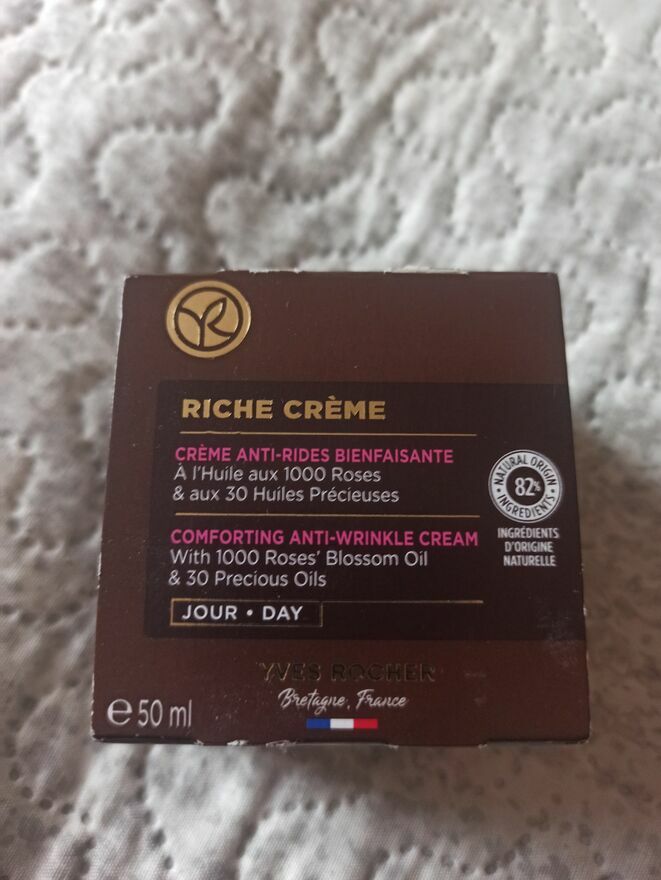 RICHE CRÈME
CRÈME ANTI-RIDES BIENFAISANTE
À l'Huile aux 1000 Roses
& aux 30 Huiles Précieuses
COMFORTING ANTI-WRINKLE CREAM
With 1000 Roses' Blossom Oil
& 30 Precious Oils
JOUR • DAY
NATURAL ORIGIN
82%
INGREDIENTS
INGRÉDIENTS
D'ORIGINE
NATURELLE
YVES ROCHER
Bretagne, France
℮ 50 ml